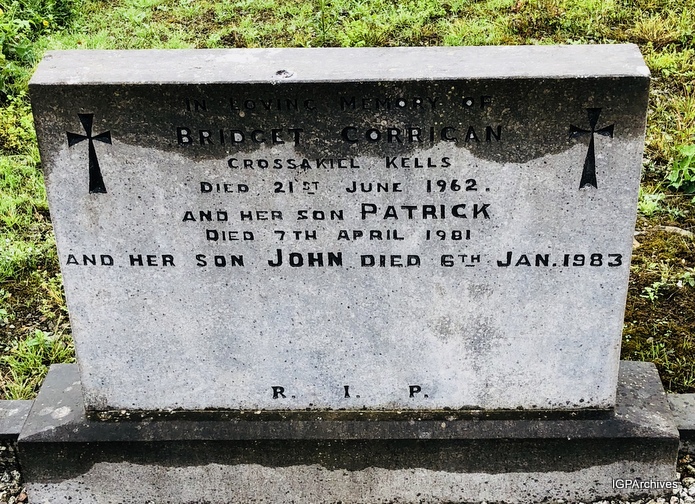 IN LOVING MEMORY OF
BRIDGET CORRIGAN
CROSSAKIEL KELLS
DIED 21ST JUNE 1962.
AND HER SON PATRICK
DIED 7TH APRIL 1981
AND HER SON JOHN DIED 6TH JAN. 1983
R. I. P.
IGPArchives